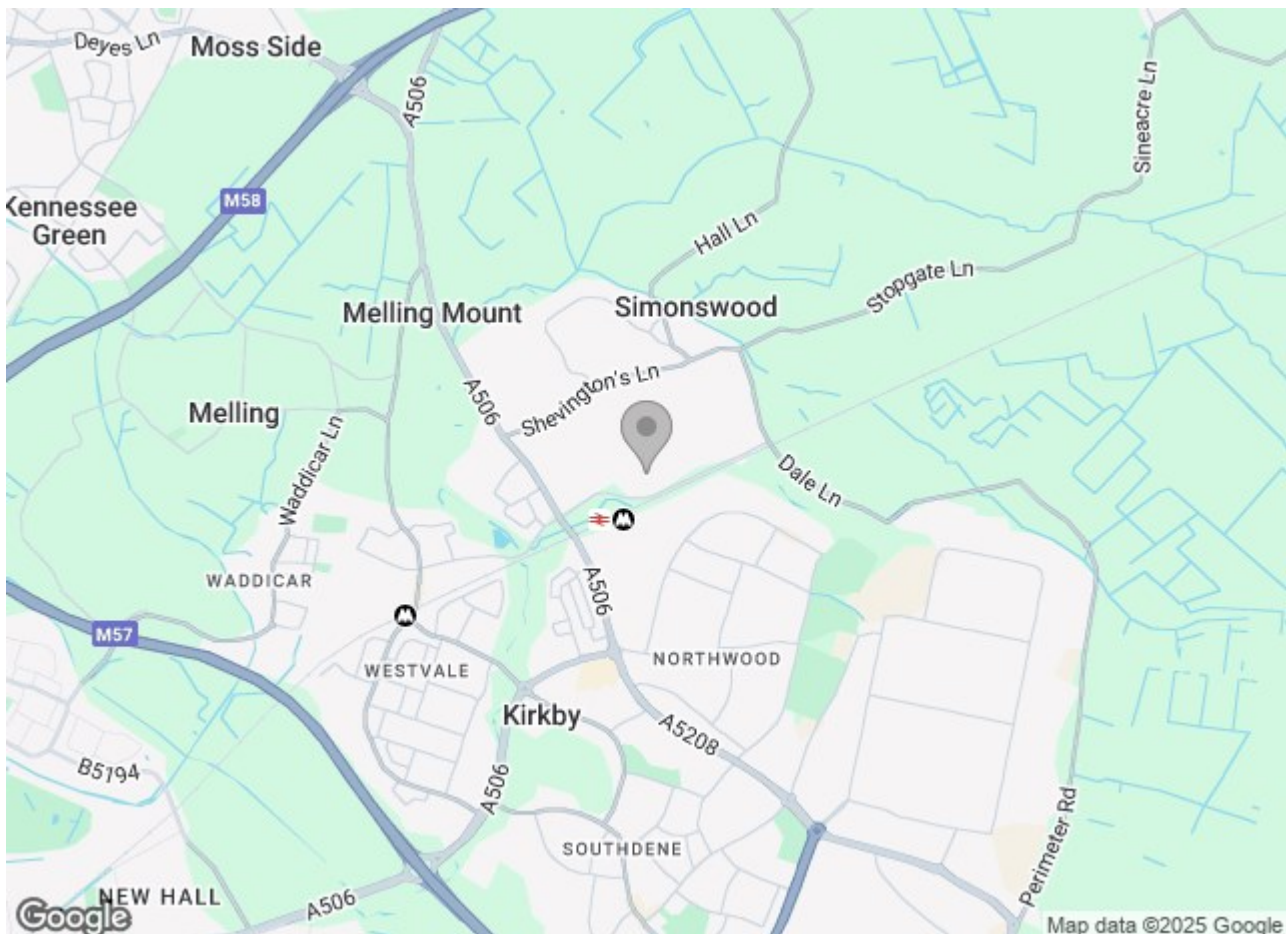 Deyes Ln
Moss Side
A506
Sineacre Ln
M58
Kennessee
Green
Hall Ln
Stopgate Ln
Simonswood
Melling Mount
Shevington's Ln
A506
Melling
Waddicar Ln
Dale Ln
WADDICAR
A506
M57
WESTVALE
NORTHWOOD
Kirkby
A5208
B5194
A506
Perimeter Rd
SOUTHDENE
NEW HALL
A506
Google
Map data ©2025 Google